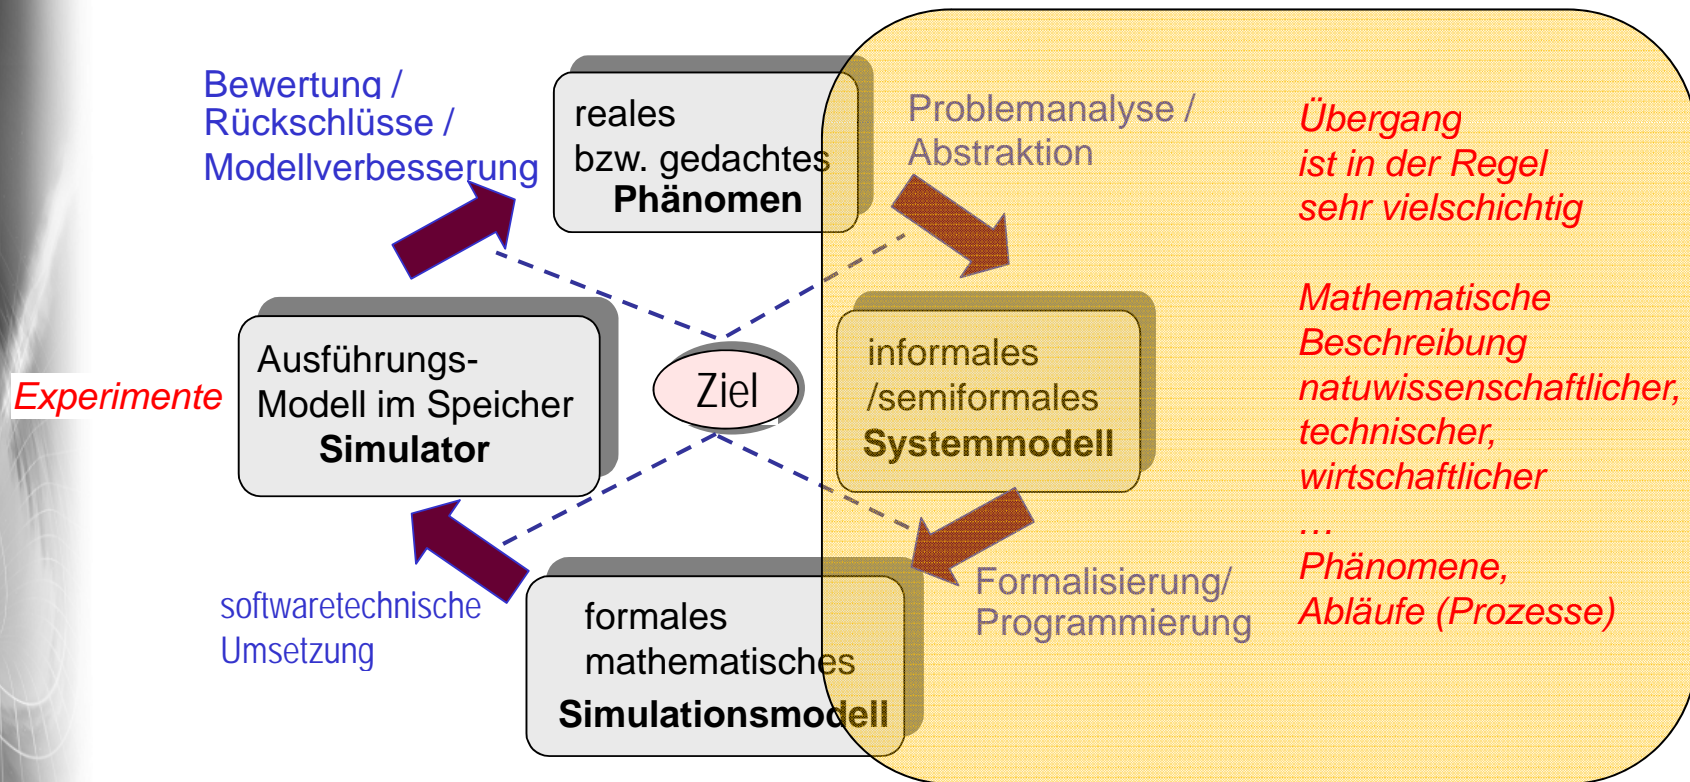 Bewertung /
Rückschlüsse /
Modellverbesserung
reales
bzw. gedachtes
Phänomen
Problemanalyse /
Abstraktion
Übergang
ist in der Regel
sehr vielschichtig
Mathematische
Beschreibung
natuwissenschaftlicher,
technischer,
wirtschaftlicher
…
Phänomene,
Abläufe (Prozesse)
Experimente
Ausführungs-
Modell im Speicher
Simulator
Ziel
informales
/semiformales
Systemmodell
softwaretechnische
Umsetzung
formales
mathematisches
Simulationsmodell
Formalisierung/
Programmierung